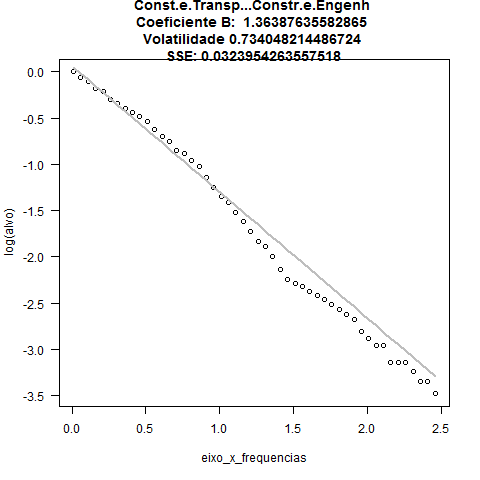 Const.e.Transp...Constr.e.Engenh
Coeficiente B:  1.36387635582865
Volatilidade 0.734048214486724
SSE: 0.0323954263557518
log(alvo)
0.0
-0.5
-1.0
-1.5
-2.0
-2.5
-3.0
-3.5
0.0 0.5 1.0 1.5 2.0 2.5
eixo_x_frequencias